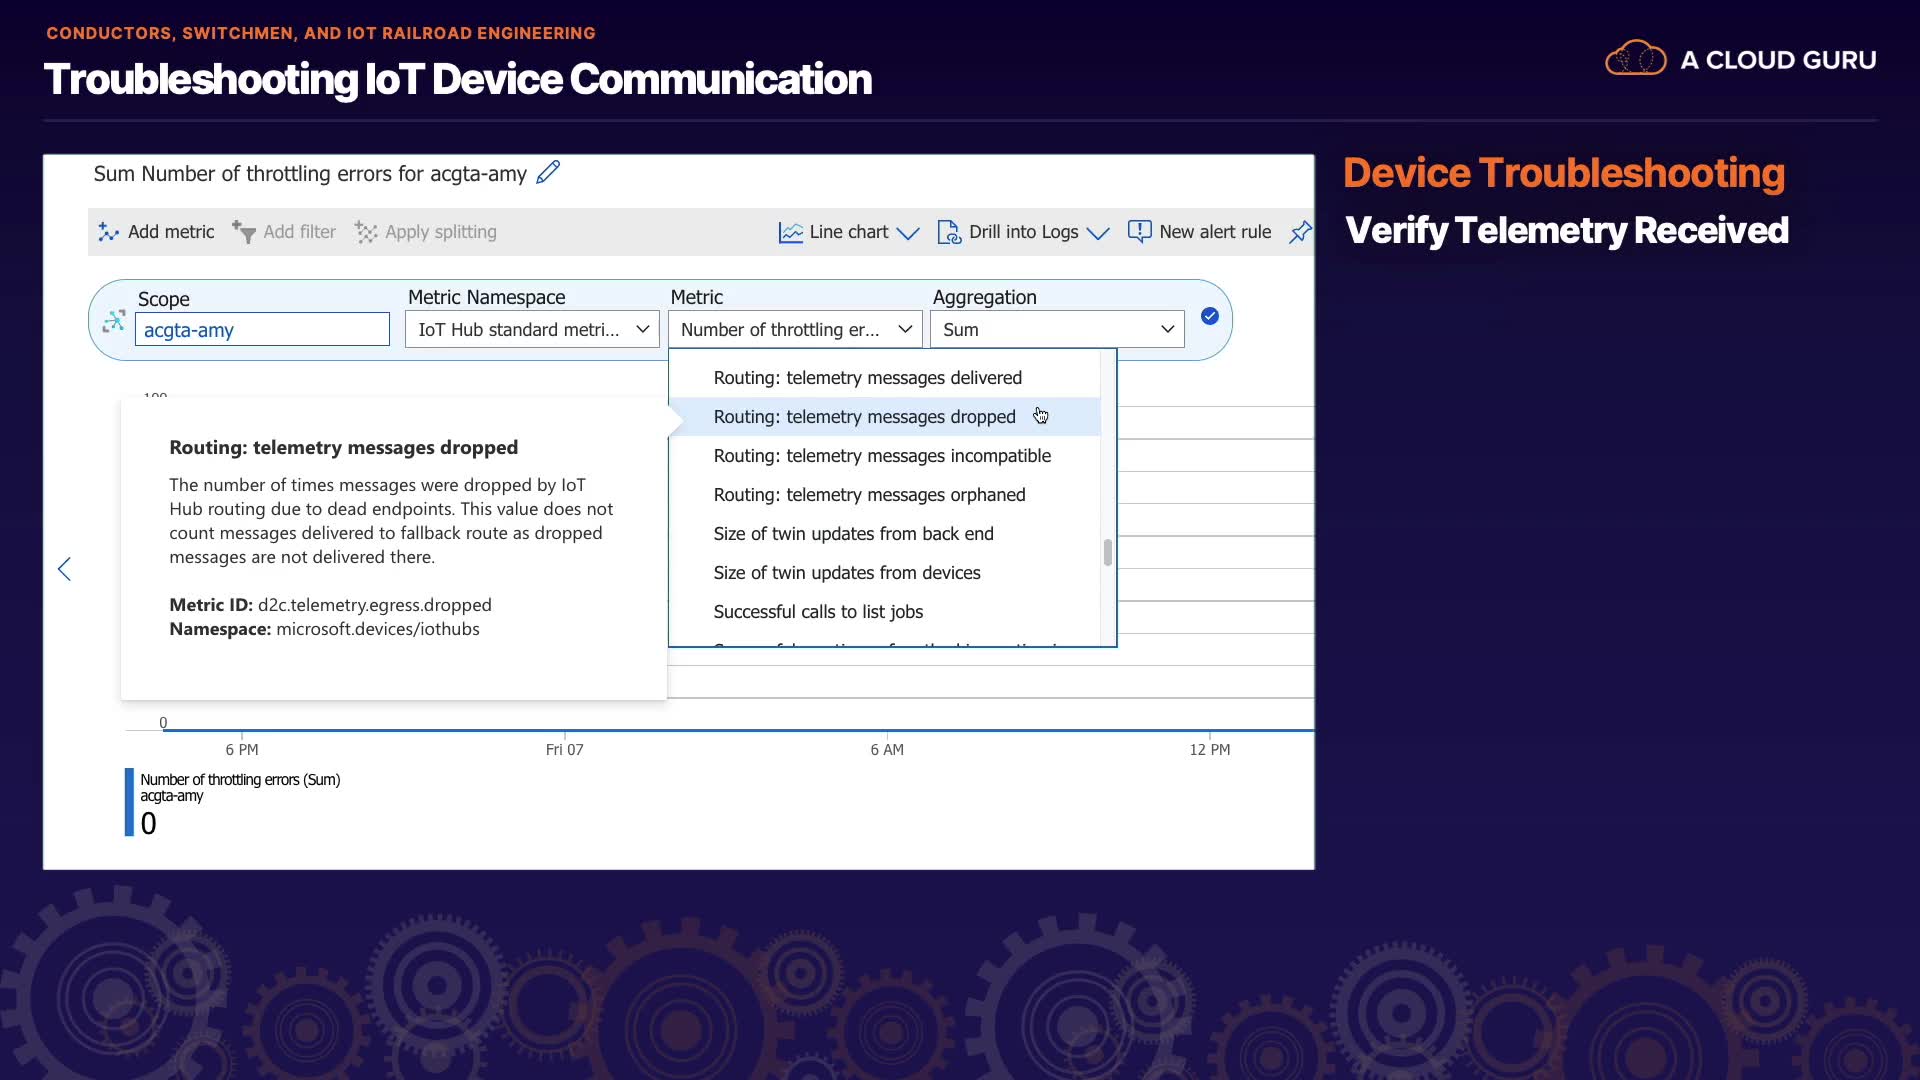 CONDUCTORS, SWITCHMEN, AND IOT RAILROAD ENGINEERING
Troubleshooting IoT Device Communication
A CLOUD GURU
Device Troubleshooting
Verify Telemetry Received
Sum Number of throttling errors for acgta-amy
Add metric Add filter Apply splitting Line chart Drill into Logs New alert rule
Scope Metric Namespace Metric Aggregation
acgta-amy IoT Hub standard metri... Number of throttling er... Sum
Routing: telemetry messages delivered
Routing: telemetry messages dropped
Routing: telemetry messages incompatible
Routing: telemetry messages orphaned
Size of twin updates from back end
Size of twin updates from devices
Successful calls to list jobs
100
Routing: telemetry messages dropped
The number of times messages were dropped by IoT
Hub routing due to dead endpoints. This value does not
count messages delivered to fallback route as dropped
messages are not delivered there.
Metric ID: d2c.telemetry.egress.dropped
Namespace: microsoft.devices/iothubs
0
6 PM Fri 07 6 AM 12 PM
Number of throttling errors (Sum)
acgta-amy
0